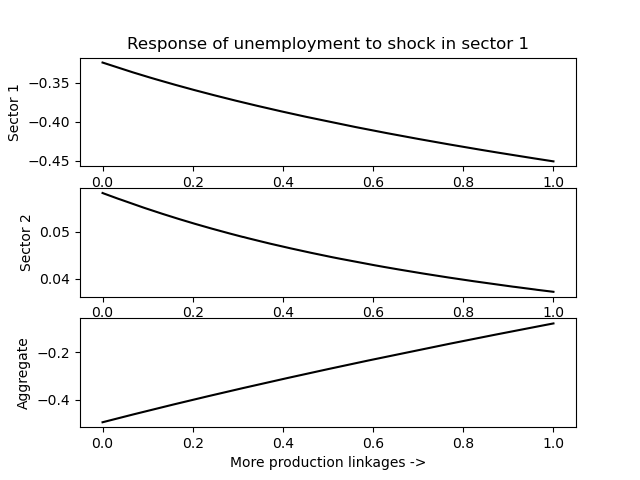 Response of unemployment to shock in sector 1
Sector 1
−0.35
−0.40
−0.45
0.0 0.2 0.4 0.6 0.8 1.0
Sector 2
0.05
0.04
0.0 0.2 0.4 0.6 0.8 1.0
Aggregate
−0.2
−0.4
0.0 0.2 0.4 0.6 0.8 1.0
More production linkages ->